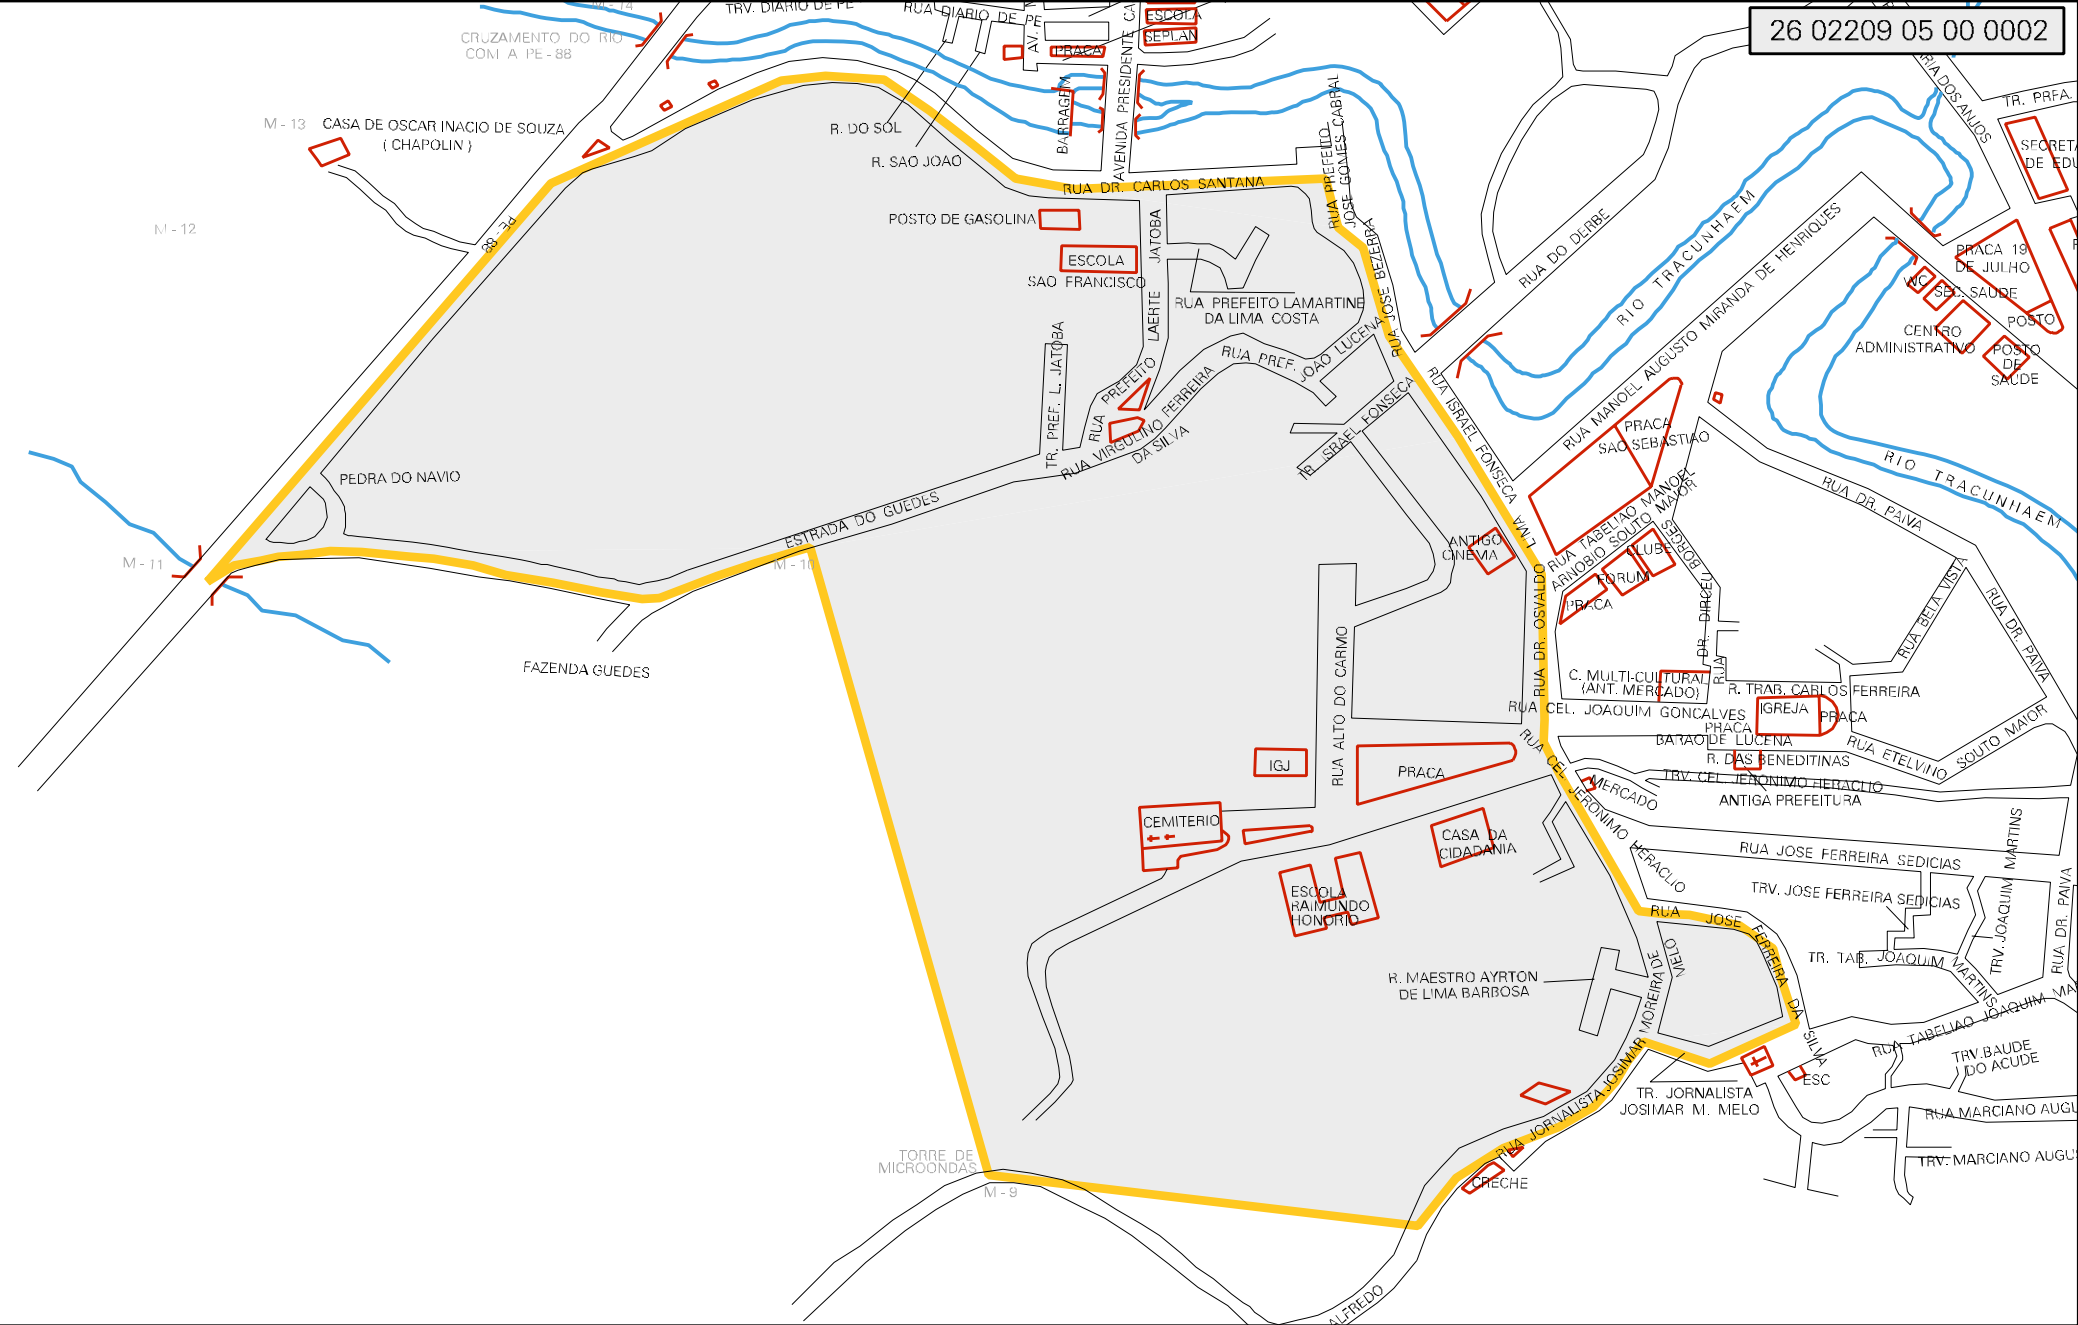 26 02209 05 00 0002
M - 14
TRV. DIARIO DE PE
RUA DIARIO DE PE
ESCOLA
SEPLAN
PRACA
CRUZAMENTO DO RIO
COM A PE - 88
BARRAGEM
AVENIDA PRESIDENTE
M - 13
CASA DE OSCAR INACIO DE SOUZA
( CHAPOLIN )
R. DO SOL
R. SAO JOAO
M - 12
PE - 88
RUA DR. CARLOS SANTANA
RUA PREFEITO
JOSE GOMES CABRAL
POSTO DE GASOLINA
ESCOLA
SAO FRANCISCO
RUA PREFEITO LAERTE JATOBA
RUA PREFEITO LAMARTINE
DA LIMA COSTA
RUA JOSE BEZERRA
RUA DO DERBE
RIO TRACUNHAEM
RUA MANOEL AUGUSTO MIRANDA DE HENRIQUES
TR. PRFA.
RIA DOS ANJOS
PRACA 19
DE JULHO
WC
SEC. SAUDE
POSTO
CENTRO
ADMINISTRATIVO
POSTO
DE
SAUDE
TR. PREF. L. JATOBA
RUA PREF. JOAO LUCENA
RUA VIRGULINO FERREIRA
DA SILVA
TR. ISRAEL FONSECA
RUA ISRAEL FONSECA
PRACA
SAO SEBASTIAO
RIO TRACUNHAEM
RUA DR. PAIVA
PEDRA DO NAVIO
ESTRADA DO GUEDES
M - 11
M - 10
ANTIGO
CINEMA
RUA TABELIAO MANOEL
ARNOBIO SOUTO MAIOR
CLUBE
FORUM
PRACA
RUA DR. DIRCEU BORGES
RUA DR. OSVALDO LIMA
RUA BELA VISTA
RUA DR. PAIVA
FAZENDA GUEDES
RUA ALTO DO CARMO
C. MULTI-CULTURAL
(ANT. MERCADO)
R. TRAB. CARLOS FERREIRA
RUA CEL. JOAQUIM GONCALVES
IGREJA
PRACA
PRACA
BARAO DE LUCENA
RUA ETELVINO SOUTO MAIOR
R. DAS BENEDITINAS
TRV. CEL. JERONIMO HERACLIO
ANTIGA PREFEITURA
IGJ
PRACA
RUA CEL JERONIMO HERACLIO
MERCADO
CEMITERIO
CASA DA
CIDADANIA
RUA JOSE FERREIRA SEDICIAS
TRV. JOAQUIM MARTINS
TRV. JOSE FERREIRA SEDICIAS
ESCOLA
RAIMUNDO
HONORIO
RUA JOSE FERREIRA DA SILVA
TR. TAB. JOAQUIM MARTINS
RUA DR. PAIVA
R. MAESTRO AYRTON
DE LIMA BARBOSA
RUA JORNALISTA JOSIMAR MOREIRA DE
MELO
RUA TABELIAO JOAQUIM MA
TRV. BAUDE
DO ACUDE
ESC
TR. JORNALISTA
JOSIMAR M. MELO
RUA MARCIANO AUGU
TRV. MARCIANO AUGU
TORRE DE
MICROONDAS
M - 9
CRECHE
ALFREDO